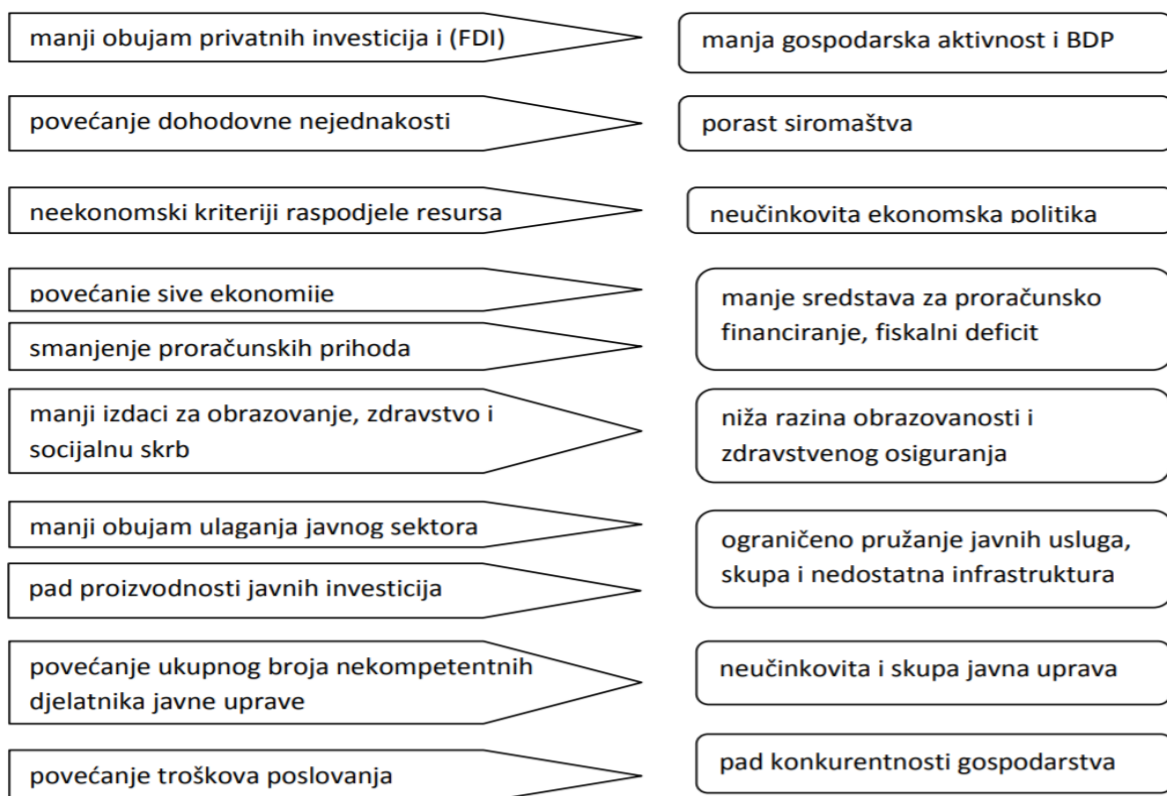 manji obujam privatnih investicija i (FDI)
manja gospodarska aktivnost i BDP
povećanje dohodovne nejednakosti
porast siromaštva
neekonomski kriteriji raspodjele resursa
neučinkovita ekonomska politika
povećanje sive ekonomije
smanjenje proračunskih prihoda
manje sredstava za proračunsko
financiranje, fiskalni deficit
manji izdaci za obrazovanje, zdravstvo i
socijalnu skrb
niža razina obrazovanosti i
zdravstvenog osiguranja
manji obujam ulaganja javnog sektora
pad proizvodnosti javnih investicija
ograničeno pružanje javnih usluga,
skupa i nedostatna infrastruktura
povećanje ukupnog broja nekompetentnih
djelatnika javne uprave
neučinkovita i skupa javna uprava
povećanje troškova poslovanja
pad konkurentnosti gospodarstva